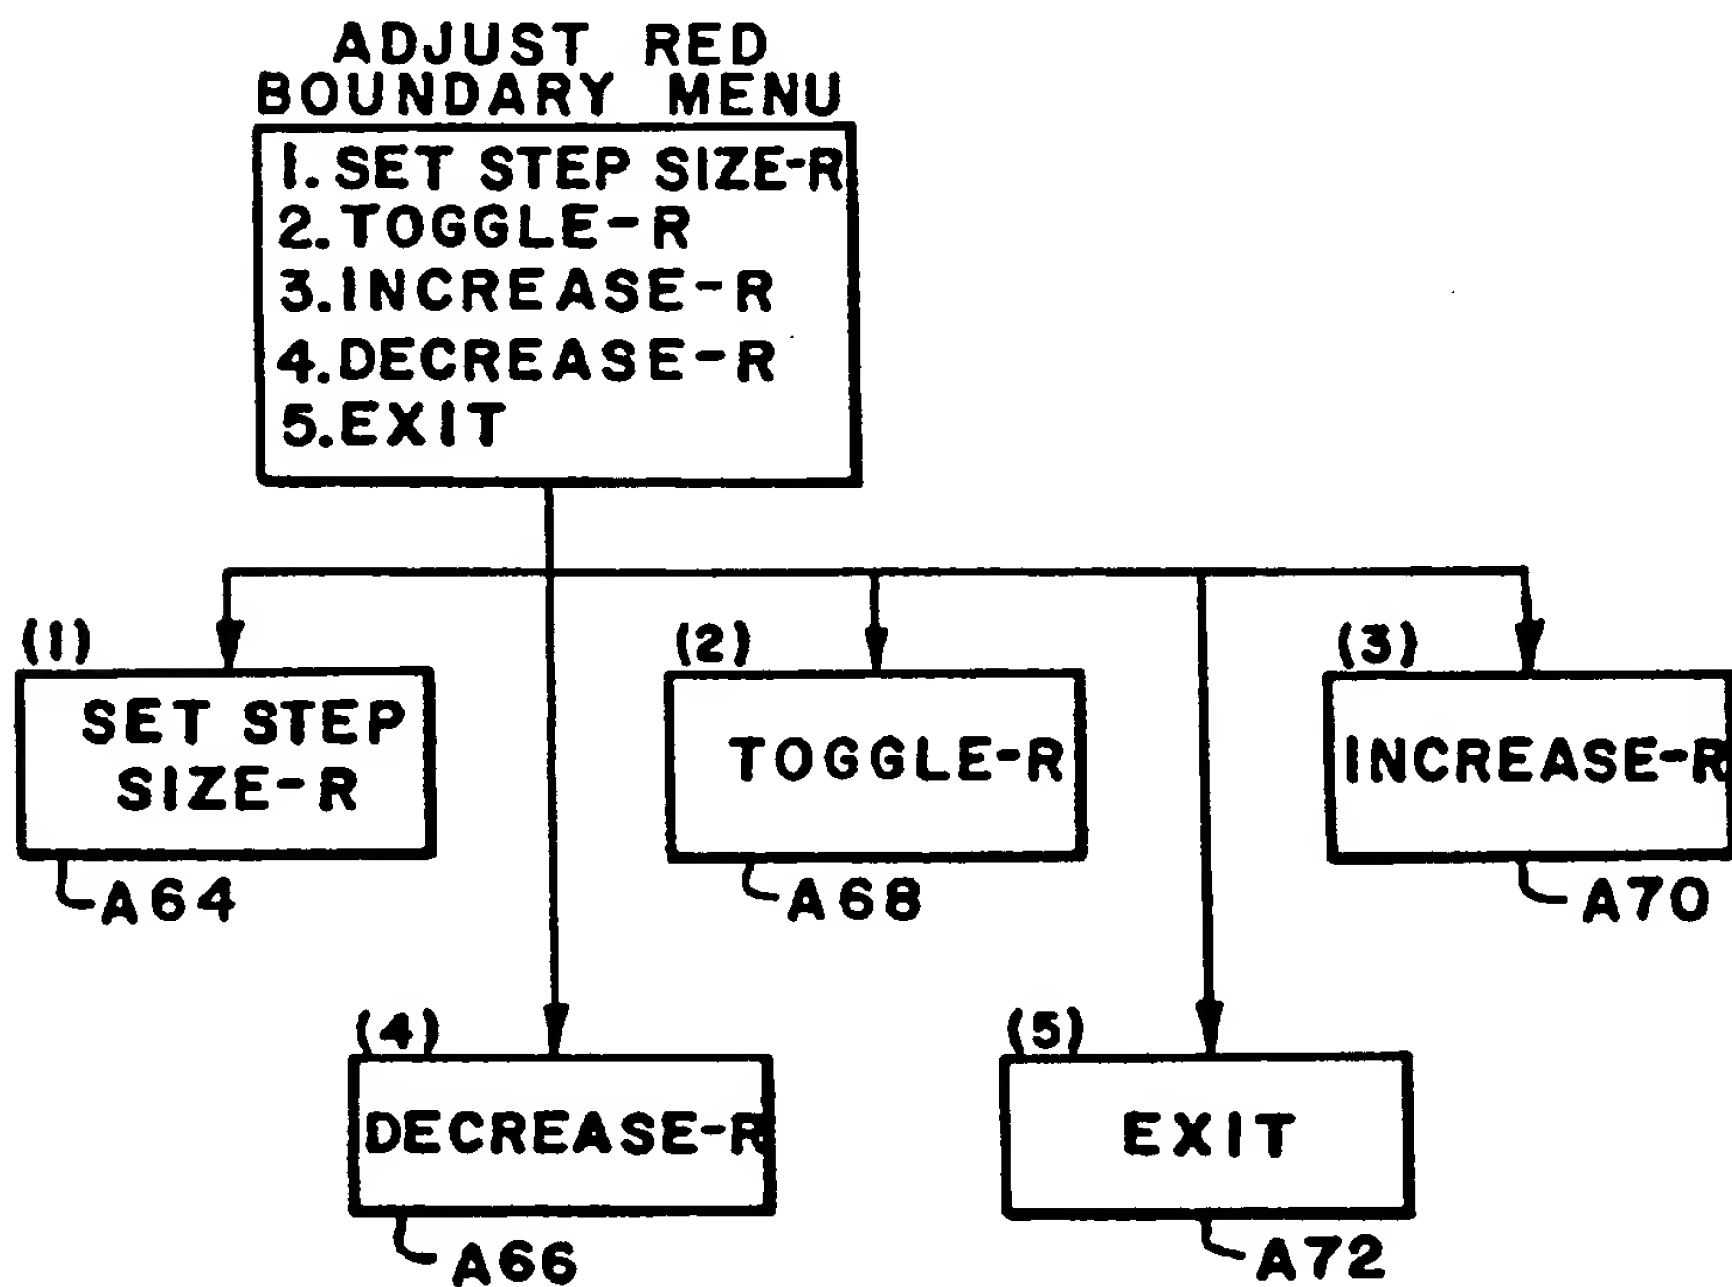 ADJUST RED
BOUNDARY MENU
1. SET STEP SIZE-R
2. TOGGLE-R
3. INCREASE-R
4. DECREASE-R
5. EXIT
(1)
SET STEP
SIZE-R
A64
(2)
TOGGLE-R
A68
(3)
INCREASE-R
A70
(4)
DECREASE-R
A66
(5)
EXIT
A72